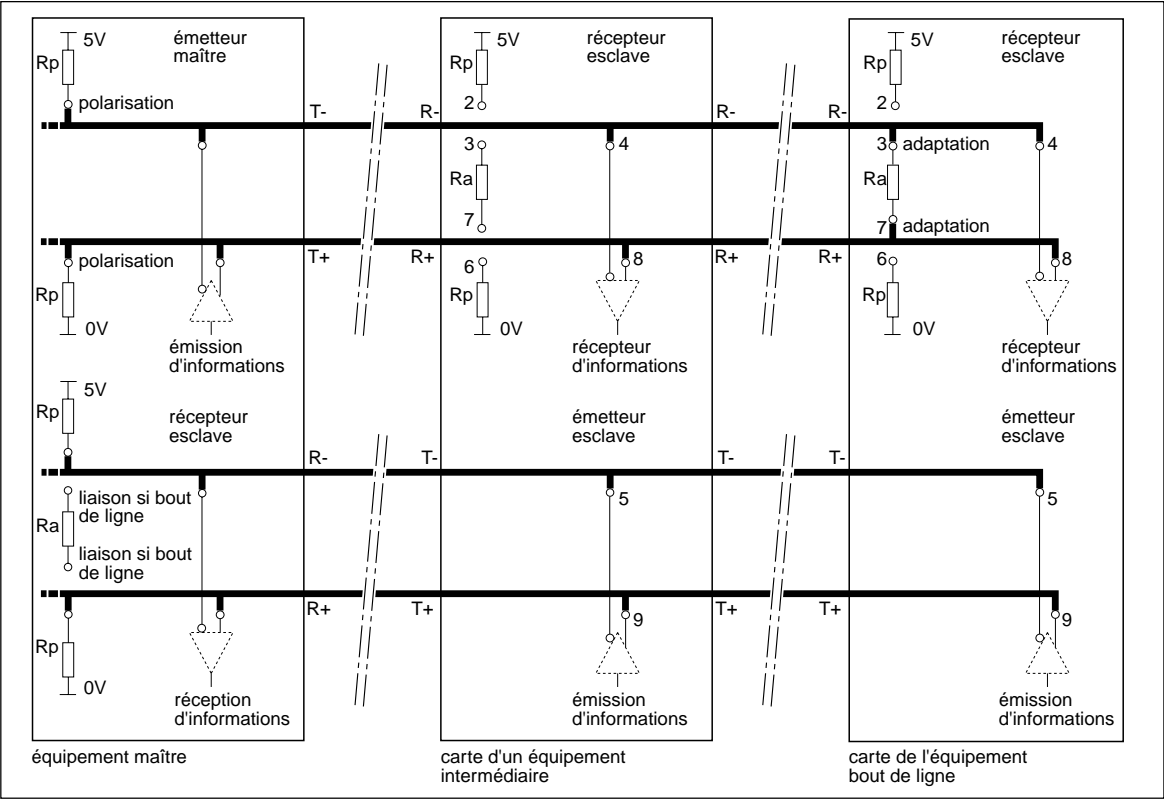 5V
émetteur
maître
Rp
polarisation
T-
5V
récepteur
esclave
Rp
2
R-
R-
3
4
Ra
7
5V
récepteur
esclave
Rp
2
R-
3
adaptation
4
Ra
7
adaptation
polarisation
T+
Rp
0V
émission
d'informations
R+
6
8
R+
Rp
0V
récepteur
d'informations
R+
6
8
Rp
0V
récepteur
d'informations
5V
Rp
récepteur
esclave
R-
liaison si bout
de ligne
Ra
liaison si bout
de ligne
R+
Rp
0V
réception
d'informations
émetteur
esclave
T-
T-
5
T+
T+
9
émission
d'informations
émetteur
esclave
T-
5
T+
9
émission
d'informations
équipement maître
carte d'un équipement
intermédiaire
carte de l'équipement
bout de ligne